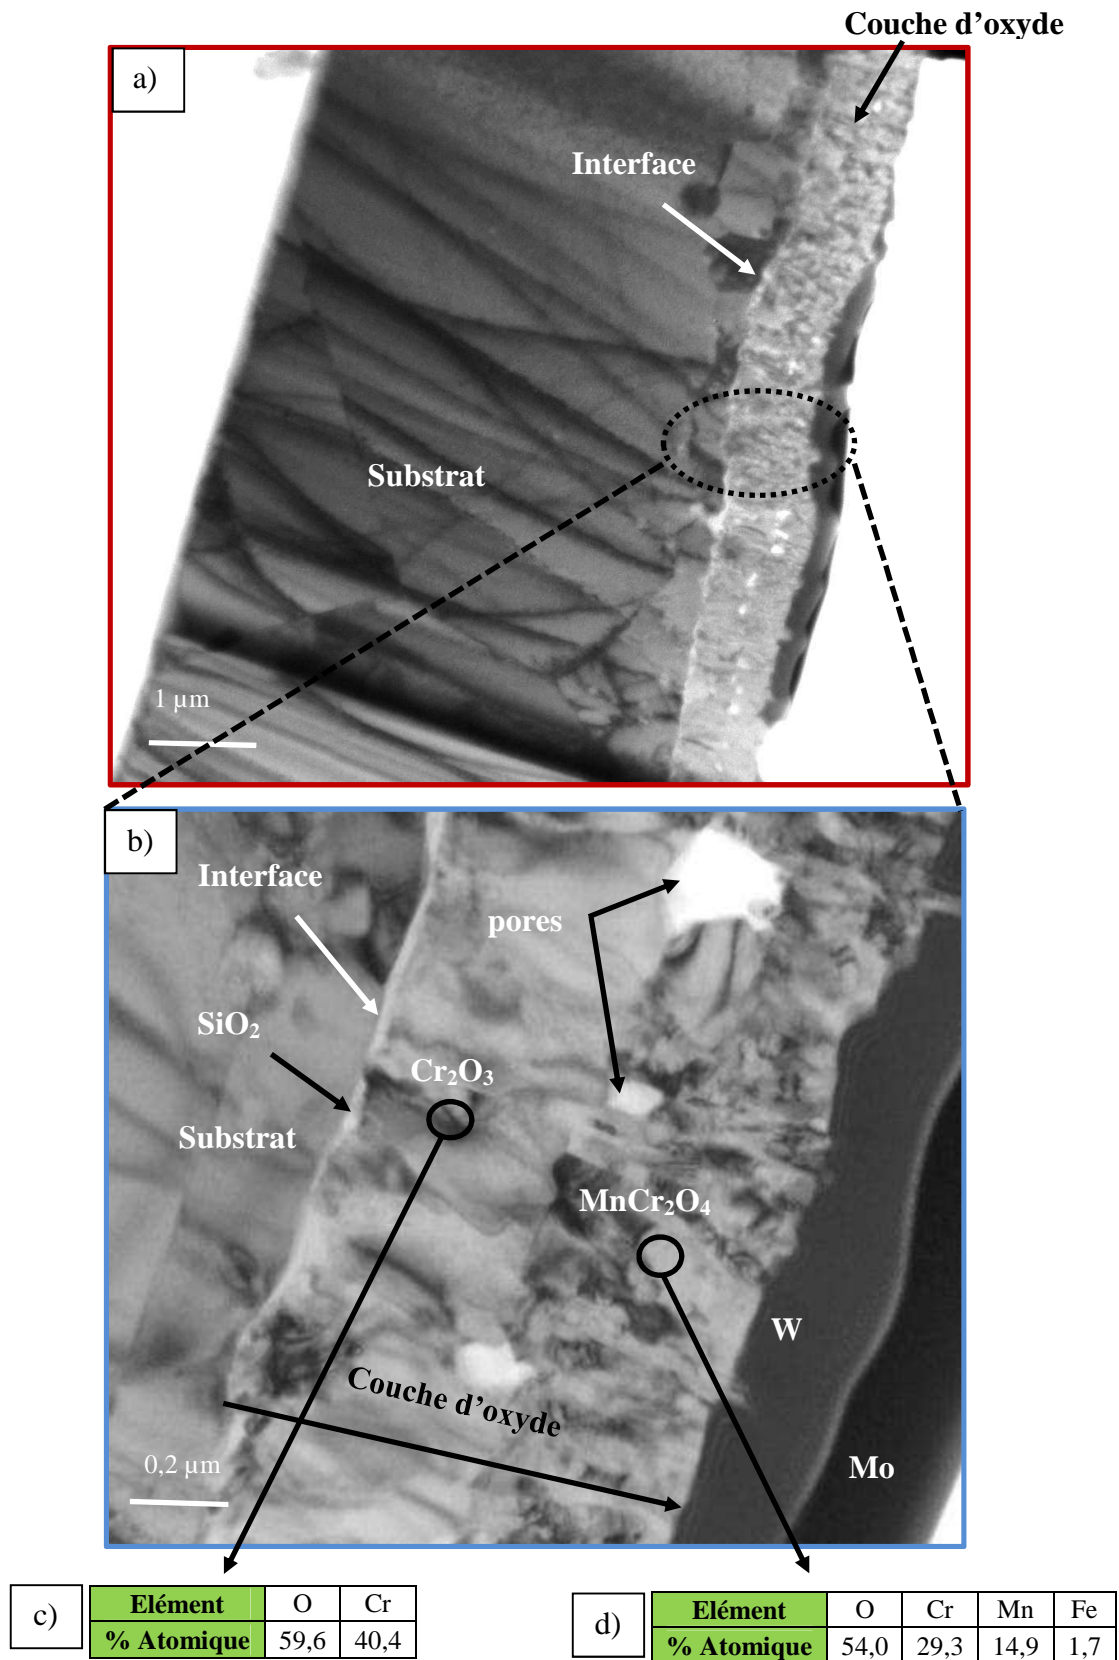 Couche d'oxyde
a)
Interface
Substrat
1 µm
b)
Interface
pores
SiO₂
Cr₂O₃
Substrat
MnCr₂O₄
W
Couche d'oxyde
0,2 µm
Mo
c)
Elément O Cr
% Atomique 59,6 40,4
d)
Elément O Cr Mn Fe
% Atomique 54,0 29,3 14,9 1,7